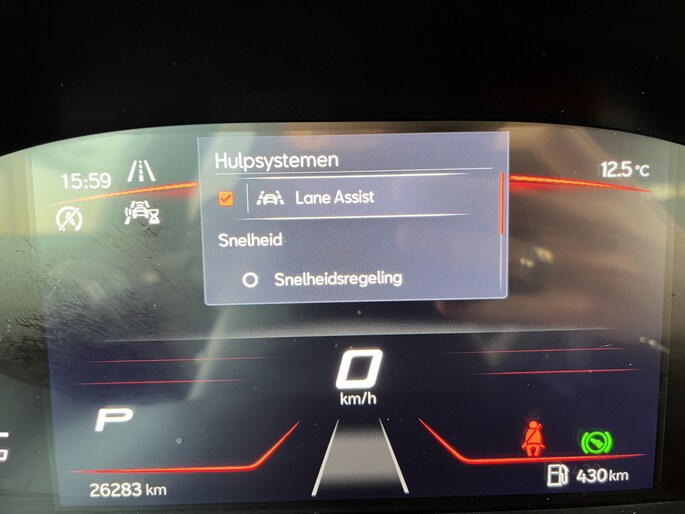 Hulpsystemen
15:59
12.5°C
Lane Assist
Snelheid
Snelheidsregeling
0
km/h
P
26283 km
430 km